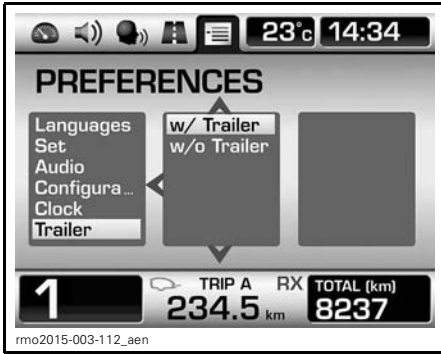 23°c 14:34
PREFERENCES
Languages
Set
Audio
Configura...
Clock
Trailer
w/ Trailer
w/o Trailer
1
TRIP A
234.5 km
RX
TOTAL (km)
8237
rmo2015-003-112_aen